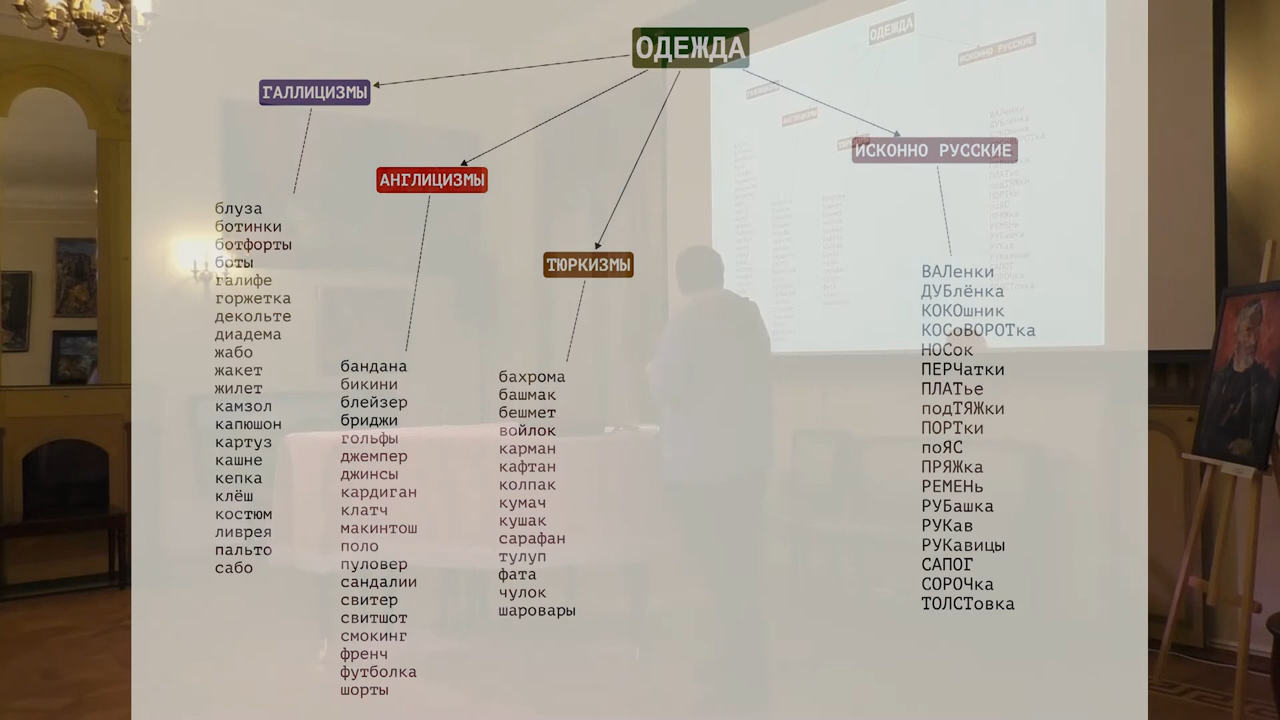 ОДЕЖДА
ГАЛЛИЦИЗМЫ
блуза
ботинки
ботфорты
боты
галифе
горжетка
декольте
диадема
жабо
жакет
жилет
камзол
капюшон
картуз
кашне
кепка
клёш
костюм
ливрея
пальто
сабо
АНГЛИЦИЗМЫ
бандана
бикини
блейзер
бриджи
гольфы
джемпер
джинсы
кардиган
клатч
макинтош
поло
пуловер
сандалии
свитер
свитшот
смокинг
френч
футболка
шорты
ТЮРКИЗМЫ
бахрома
башмак
бешмет
войлок
карман
кафтан
колпак
кумач
кушак
сарафан
тулуп
фата
чулок
шаровары
ИСКОННО РУССКИЕ
ВАЛенки
ДУБлёнка
КОКОшник
КОСоВОРОТка
НОСок
ПЕРЧатки
ПЛАТье
подТЯЖки
ПОРТки
поЯС
ПРЯЖка
РЕМЕНЬ
РУБашка
РУКав
РУКавицы
САПОГ
СОРОЧка
ТОЛСТовка
ОДЕЖДА
ИСКОННО РУССКИЕ